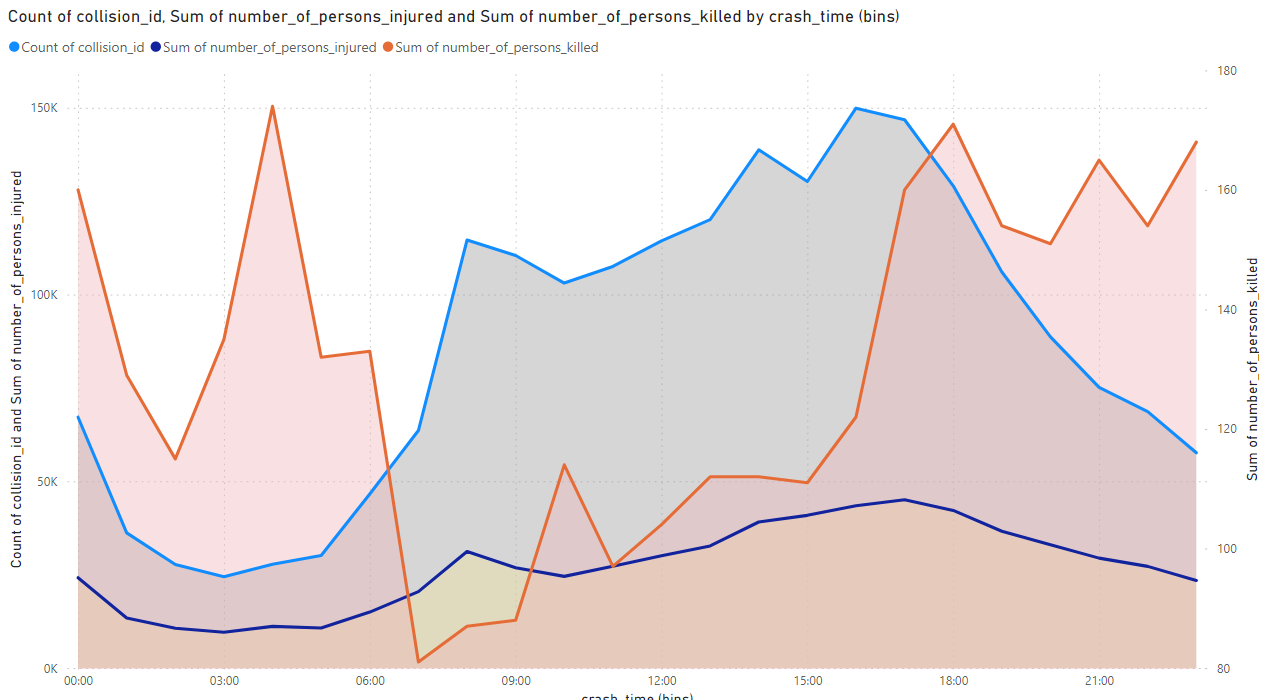 Count of collision_id, Sum of number_of_persons_injured and Sum of number_of_persons_killed by crash_time (bins)
Count of collision_id Sum of number_of_persons_injured Sum of number_of_persons_killed
180
150K
160
140
100K
120
50K
100
0K
80
Count of collision_id and Sum of number_of_persons_injured
Sum of number_of_persons_killed
00:00 03:00 06:00 09:00 12:00 15:00 18:00 21:00
crash_time (bins)